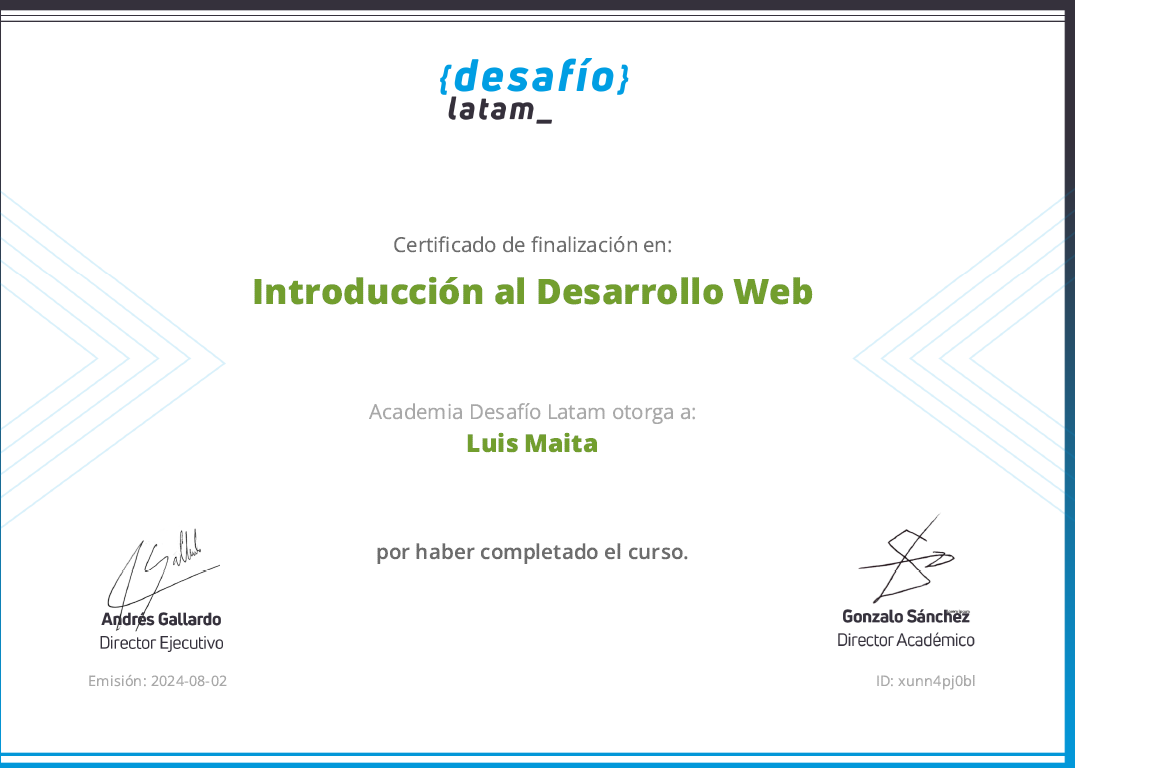 {desafío}
latam_
Certificado de finalización en:
Introducción al Desarrollo Web
Academia Desafío Latam otorga a:
Luis Maita
por haber completado el curso.
Andrés Gallardo
Director Ejecutivo
Gonzalo Sánchez
Director Académico
Emisión: 2024-08-02
ID: xunn4pj0bl